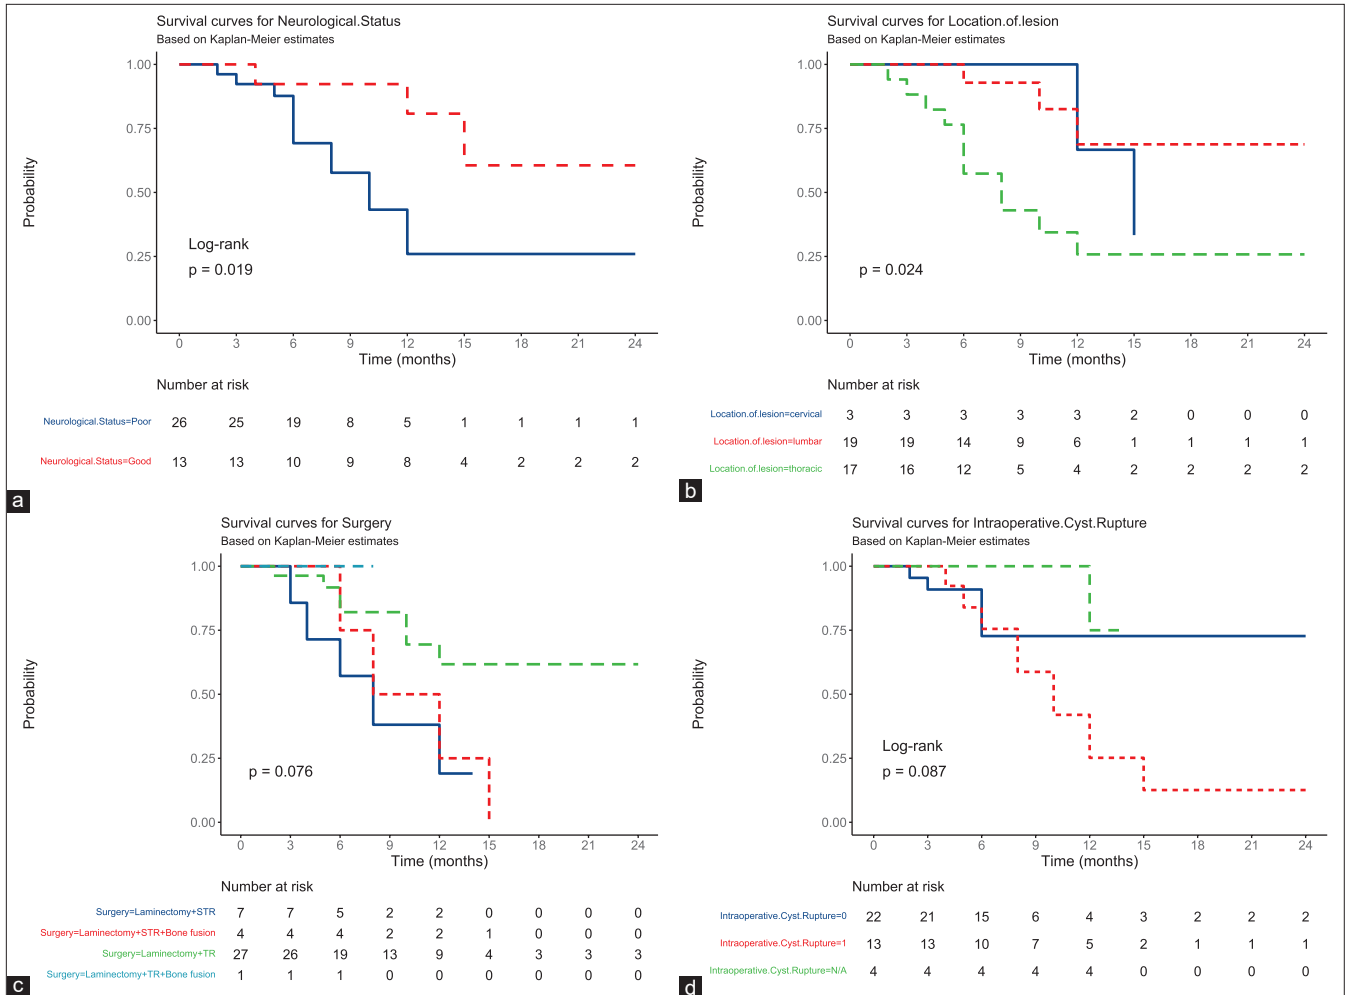 Survival curves for Neurological.Status
Based on Kaplan-Meier estimates
1.00
0.75
0.50
0.25
0.00
Probability
Log-rank
p = 0.019
0 3 6 9 12 15 18 21 24
Time (months)
Number at risk
Neurological.Status=Poor 26 25 19 8 5 1 1 1 1
Neurological.Status=Good 13 13 10 9 8 4 2 2 2
a
Survival curves for Location.of.lesion
Based on Kaplan-Meier estimates
1.00
0.75
0.50
0.25
0.00
Probability
p = 0.024
0 3 6 9 12 15 18 21 24
Time (months)
Number at risk
Location.of.lesion=cervical 3 3 3 3 3 2 0 0 0
Location.of.lesion=lumbar 19 19 14 9 6 1 1 1 1
Location.of.lesion=thoracic 17 16 12 5 4 2 2 2 2
b
Survival curves for Surgery
Based on Kaplan-Meier estimates
1.00
0.75
0.50
0.25
0.00
Probability
p = 0.076
0 3 6 9 12 15 18 21 24
Time (months)
Number at risk
Surgery=Laminectomy+STR 7 7 5 2 2 0 0 0 0
Surgery=Laminectomy+STR+Bone fusion 4 4 4 2 2 1 0 0 0
Surgery=Laminectomy+TR 27 26 19 13 9 4 3 3 3
Surgery=Laminectomy+TR+Bone fusion 1 1 1 0 0 0 0 0 0
c
Survival curves for Intraoperative.Cyst.Rupture
Based on Kaplan-Meier estimates
1.00
0.75
0.50
0.25
0.00
Probability
Log-rank
p = 0.087
0 3 6 9 12 15 18 21 24
Time (months)
Number at risk
Intraoperative.Cyst.Rupture=0 22 21 15 6 4 3 2 2 2
Intraoperative.Cyst.Rupture=1 13 13 10 7 5 2 1 1 1
Intraoperative.Cyst.Rupture=N/A 4 4 4 4 4 0 0 0 0
d